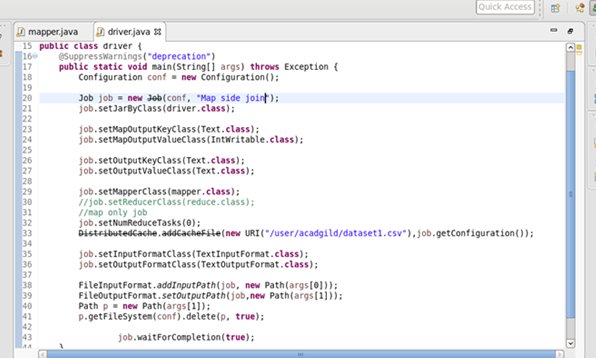 Quick Access
mapper.java driver.java
15 public class driver {
16 @SuppressWarnings("deprecation")
17 public static void main(String[] args) throws Exception {
18 Configuration conf = new Configuration();
19
20 Job job = new Job(conf, "Map side join");
21 job.setJarByClass(driver.class);
22
23 job.setMapOutputKeyClass(Text.class);
24 job.setMapOutputValueClass(IntWritable.class);
25
26 job.setOutputKeyClass(Text.class);
27 job.setOutputValueClass(Text.class);
28
29 job.setMapperClass(mapper.class);
30 //job.setReducerClass(reduce.class);
31 //map only job
32 job.setNumReduceTasks(0);
33 DistributedCache.addCacheFile(new URI("/user/acadgild/dataset1.csv"),job.getConfiguration());
34
35 job.setInputFormatClass(TextInputFormat.class);
36 job.setOutputFormatClass(TextOutputFormat.class);
37
38 FileInputFormat.addInputPath(job, new Path(args[0]));
39 FileOutputFormat.setOutputPath(job,new Path(args[1]));
40 Path p = new Path(args[1]);
41 p.getFileSystem(conf).delete(p, true);
42
43 job.waitForCompletion(true);
44 }